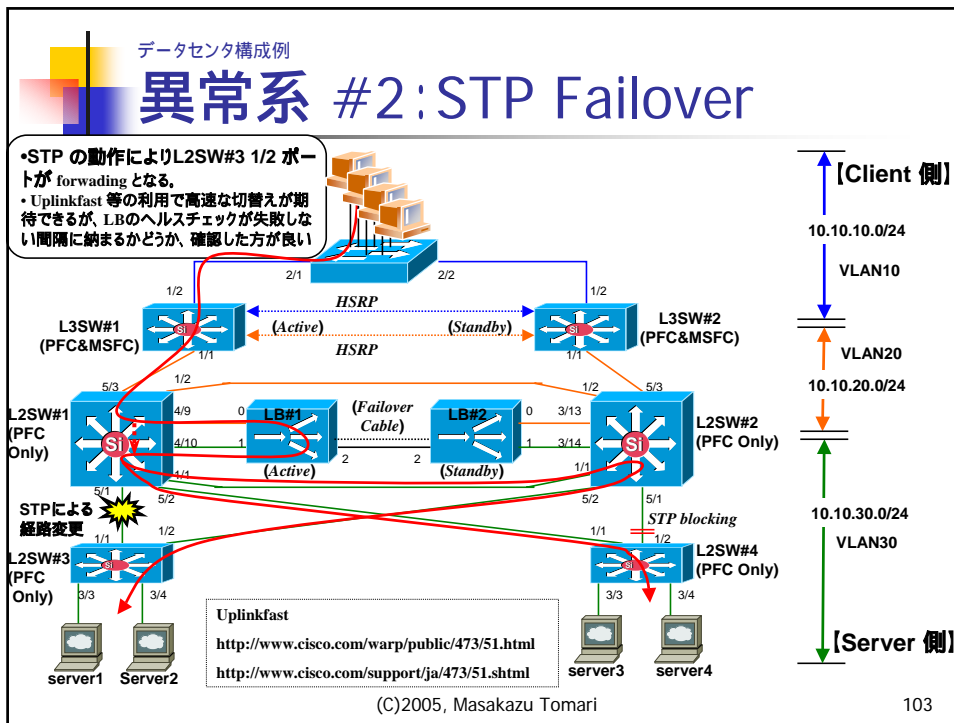 データセンタ構成例
異常系 #2:STP Failover
•STP の動作によりL2SW#3 1/2 ポー
トが forwading となる。
• Uplinkfast 等の利用で高速な切替えが期
待できるが、LBのヘルスチェックが失敗しな
い間隔に納まるかどうか、確認した方が良い
【Client 側】
10.10.10.0/24
VLAN10
2/1
2/2
1/2
1/2
HSRP
L3SW#1
(PFC&MSFC)
Si
(Active)
(Standby)
Si
L3SW#2
(PFC&MSFC)
HSRP
1/1
1/1
VLAN20
10.10.20.0/24
5/3
1/2
1/2
5/3
L2SW#1
(PFC
Only)
Si
4/9
0
LB#1
(Failover
Cable)
LB#2
0
3/13
L2SW#2
(PFC Only)
Si
4/10
1
2
2
1
3/14
(Active)
(Standby)
1/1
1/1
5/1
5/2
5/2
5/1
STPによる
経路変更
STP blocking
10.10.30.0/24
VLAN30
1/1
1/2
1/1
1/2
L2SW#3
(PFC
Only)
Si
Si
L2SW#4
(PFC Only)
3/3
3/4
3/3
3/4
server1
Server2
server3
server4
Uplinkfast
http://www.cisco.com/warp/public/473/51.html
http://www.cisco.com/support/ja/473/51.shtml
【Server 側】
(C)2005, Masakazu Tomari
103